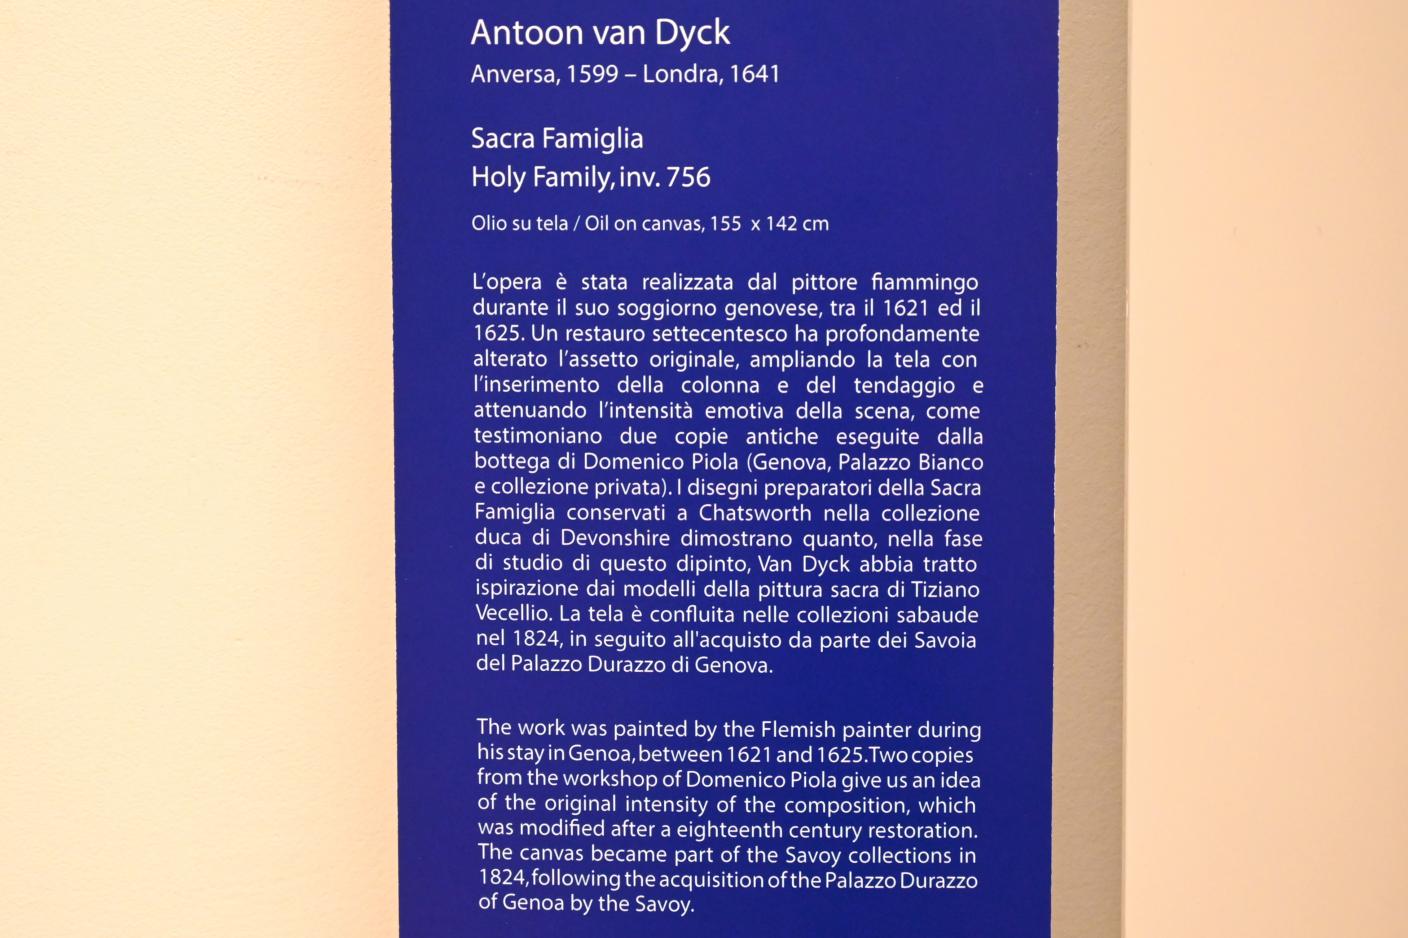 Antoon van Dyck
Anversa, 1599 – Londra, 1641
Sacra Famiglia
Holy Family, inv. 756
Olio su tela / Oil on canvas, 155 x 142 cm
L'opera è stata realizzata dal pittore fiammingo
durante il suo soggiorno genovese, tra il 1621 ed il
1625. Un restauro settecentesco ha profondamente
alterato l'assetto originale, ampliando la tela con
l'inserimento della colonna e del tendaggio e
attenuando l'intensità emotiva della scena, come
testimoniano due copie antiche eseguite dalla
bottega di Domenico Piola (Genova, Palazzo Bianco
e collezione privata). I disegni preparatori della Sacra
Famiglia conservati a Chatsworth nella collezione
duca di Devonshire dimostrano quanto, nella fase
di studio di questo dipinto, Van Dyck abbia tratto
ispirazione dai modelli della pittura sacra di Tiziano
Vecellio. La tela è confluita nelle collezioni sabaude
nel 1824, in seguito all'acquisto da parte dei Savoia
del Palazzo Durazzo di Genova.
The work was painted by the Flemish painter during
his stay in Genoa, between 1621 and 1625. Two copies
from the workshop of Domenico Piola give us an idea
of the original intensity of the composition, which
was modified after a eighteenth century restoration.
The canvas became part of the Savoy collections in
1824, following the acquisition of the Palazzo Durazzo
of Genoa by the Savoy.